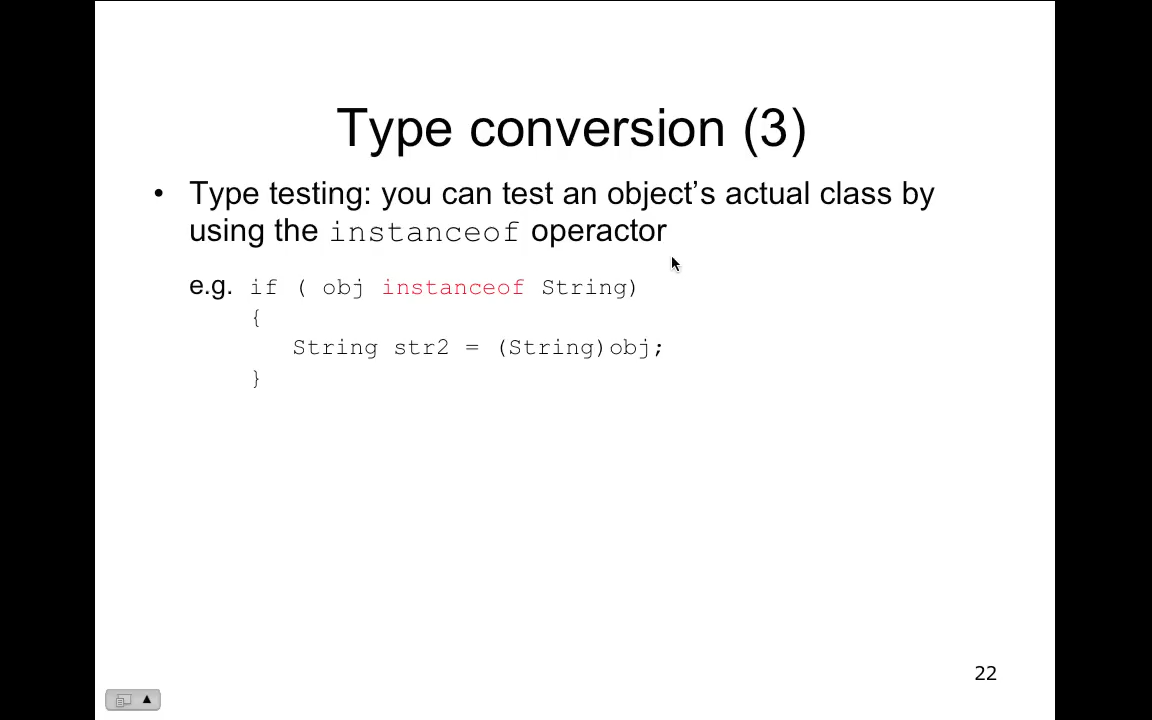 Type conversion (3)
• Type testing: you can test an object’s actual class by
using the instanceof operactor
e.g. if ( obj instanceof String)
{
String str2 = (String)obj;
}
22